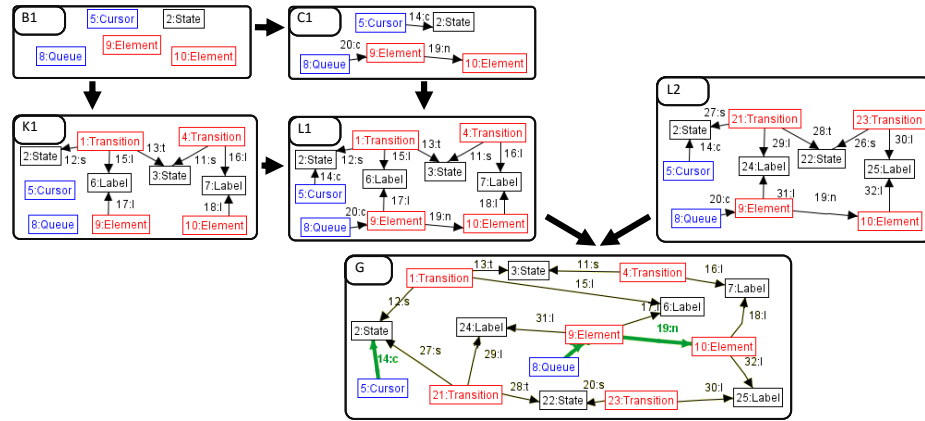 B1
5:Cursor
2:State
8:Queue
9:Element
10:Element
C1
5:Cursor
14:c
2:State
20:c
8:Queue
9:Element
19:n
10:Element
K1
1:Transition
4:Transition
2:State
12:s
15:l
13:t
11:s
16:l
3:State
5:Cursor
6:Label
7:Label
17:l
18:l
8:Queue
9:Element
10:Element
L1
1:Transition
4:Transition
2:State
12:s
15:l
13:t
11:s
16:l
14:c
6:Label
3:State
7:Label
5:Cursor
17:l
18:l
20:c
8:Queue
9:Element
19:n
10:Element
L2
27:s
21:Transition
23:Transition
2:State
28:t
14:c
29:l
26:s
30:l
22:State
5:Cursor
24:Label
25:Label
20:c
31:l
32:l
8:Queue
9:Element
19:n
10:Element
G
13:t
3:State
11:s
4:Transition
16:l
1:Transition
15:l
7:Label
12:s
17:l
6:Label
2:State
24:Label
31:l
9:Element
19:n
18:l
10:Element
14:c
27:s
29:l
8:Queue
32:l
5:Cursor
21:Transition
28:t
22:State
20:s
23:Transition
30:l
25:Label